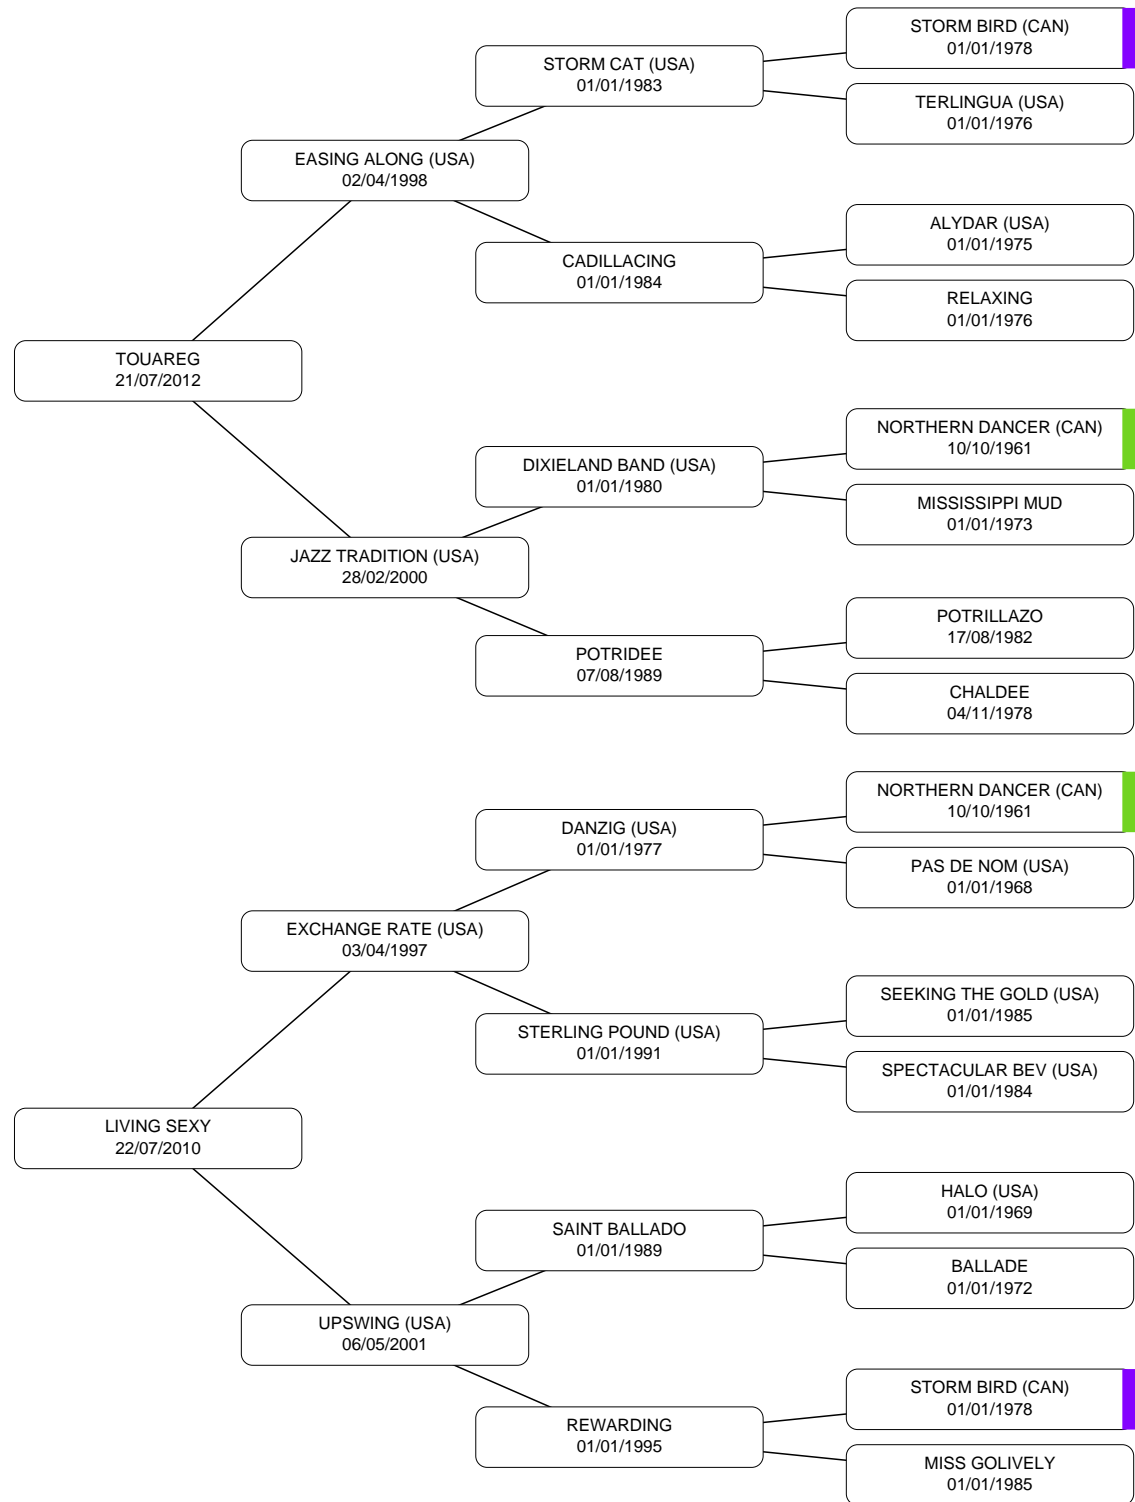 STORM BIRD (CAN)
01/01/1978
STORM CAT (USA)
01/01/1983
TERLINGUA (USA)
01/01/1976
EASING ALONG (USA)
02/04/1998
ALYDAR (USA)
01/01/1975
CADILLACING
01/01/1984
RELAXING
01/01/1976
TOUAREG
21/07/2012
NORTHERN DANCER (CAN)
10/10/1961
DIXIELAND BAND (USA)
01/01/1980
MISSISSIPPI MUD
01/01/1973
JAZZ TRADITION (USA)
28/02/2000
POTRILLAZO
17/08/1982
POTRIDEE
07/08/1989
CHALDEE
04/11/1978
NORTHERN DANCER (CAN)
10/10/1961
DANZIG (USA)
01/01/1977
PAS DE NOM (USA)
01/01/1968
EXCHANGE RATE (USA)
03/04/1997
SEEKING THE GOLD (USA)
01/01/1985
STERLING POUND (USA)
01/01/1991
SPECTACULAR BEV (USA)
01/01/1984
LIVING SEXY
22/07/2010
HALO (USA)
01/01/1969
SAINT BALLADO
01/01/1989
BALLADE
01/01/1972
UPSWING (USA)
06/05/2001
STORM BIRD (CAN)
01/01/1978
REWARDING
01/01/1995
MISS GOLIVELY
01/01/1985